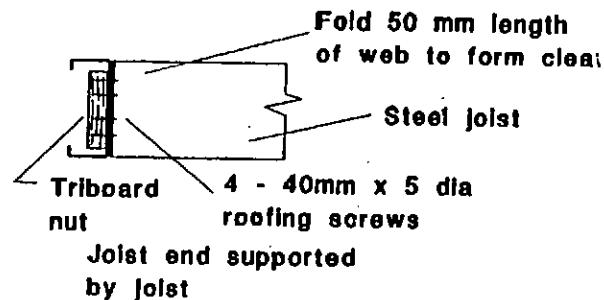 Fold 50 mm length
of web to form clea
Steel joist
Triboard
nut
4 - 40mm x 5 dia
roofing screws
Joist end supported
by joist